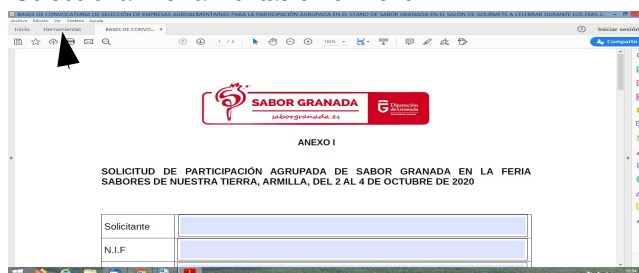 BASES DE CONVOCATORIA DE SELECCIÓN DE EMPRESAS AGROALIMENTARIAS PARA LA PARTICIPACIÓN AGRUPADA EN EL STAND DE SABOR GRANADA EN EL SALÓN DE GOURMETS A CELEBRAR DURANTE LOS DÍAS 2...
Archivo Edición Ver Ventana Ayuda
Inicio Herramientas BASES DE CONVO... × Iniciar sesión
1 / 7 Compartir
SABOR GRANADA
saborgranada.es
Diputación
de Granada
ANEXO I
SOLICITUD DE PARTICIPACIÓN AGRUPADA DE SABOR GRANADA EN LA FERIA
SABORES DE NUESTRA TIERRA, ARMILLA, DEL 2 AL 4 DE OCTUBRE DE 2020
Solicitante
N.I.F